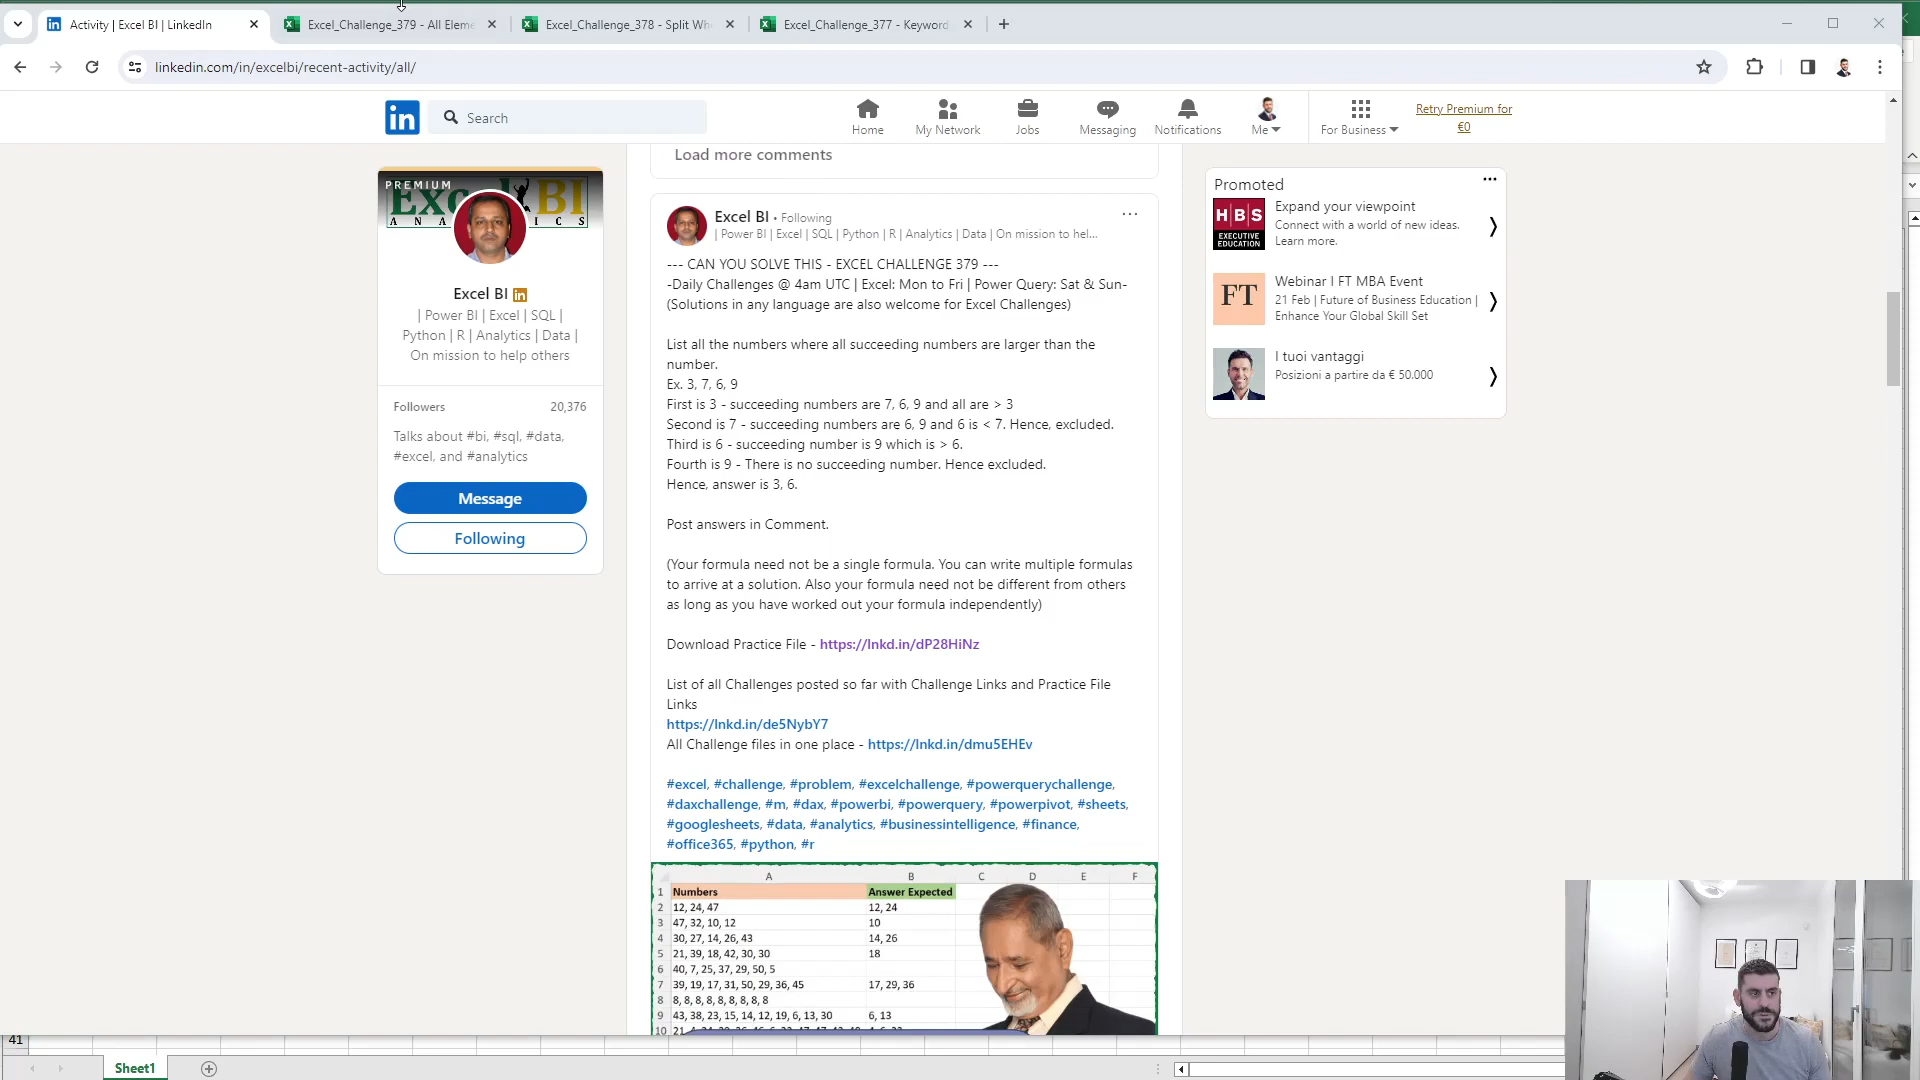 Activity | Excel BI | LinkedIn
Excel_Challenge_379 - All Eleme
Excel_Challenge_378 - Split Wh
Excel_Challenge_377 - Keyword
linkedin.com/in/excelbi/recent-activity/all/
in
Search
Home
My Network
Jobs
Messaging
Notifications
Me
For Business
Retry Premium for
€0
Load more comments
PREMIUM
Excel BI in
| Power BI | Excel | SQL |
Python | R | Analytics | Data |
On mission to help others
Followers 20,376
Talks about #bi, #sql, #data,
#excel, and #analytics
Message
Following
Excel BI • Following
| Power BI | Excel | SQL | Python | R | Analytics | Data | On mission to hel...
--- CAN YOU SOLVE THIS - EXCEL CHALLENGE 379 ---
-Daily Challenges @ 4am UTC | Excel: Mon to Fri | Power Query: Sat & Sun-
(Solutions in any language are also welcome for Excel Challenges)
List all the numbers where all succeeding numbers are larger than the
number.
Ex. 3, 7, 6, 9
First is 3 - succeeding numbers are 7, 6, 9 and all are > 3
Second is 7 - succeeding numbers are 6, 9 and 6 is < 7. Hence, excluded.
Third is 6 - succeeding number is 9 which is > 6.
Fourth is 9 - There is no succeeding number. Hence excluded.
Hence, answer is 3, 6.
Post answers in Comment.
(Your formula need not be a single formula. You can write multiple formulas
to arrive at a solution. Also your formula need not be different from others
as long as you have worked out your formula independently)
Download Practice File - https://lnkd.in/dP28HiNz
List of all Challenges posted so far with Challenge Links and Practice File
Links
https://lnkd.in/de5NybY7
All Challenge files in one place - https://lnkd.in/dmu5EHEv
#excel, #challenge, #problem, #excelchallenge, #powerquerychallenge,
#daxchallenge, #m, #dax, #powerbi, #powerquery, #powerpivot, #sheets,
#googlesheets, #data, #analytics, #businessintelligence, #finance,
#office365, #python, #r
A B C D E F
1 Numbers Answer Expected
2 12, 24, 47 12, 24
3 47, 32, 10, 12 10
4 30, 27, 14, 26, 43 14, 26
5 21, 39, 18, 42, 30, 30 18
6 40, 7, 25, 37, 29, 50, 5
7 39, 19, 17, 31, 50, 29, 36, 45 17, 29, 36
8 8, 8, 8, 8, 8, 8, 8, 8, 8
9 43, 38, 23, 15, 14, 12, 19, 6, 13, 30 6, 13
10
Promoted
HBS
EXECUTIVE
EDUCATION
Expand your viewpoint
Connect with a world of new ideas.
Learn more.
FT
Webinar I FT MBA Event
21 Feb | Future of Business Education |
Enhance Your Global Skill Set
I tuoi vantaggi
Posizioni a partire da € 50.000
41
Sheet1